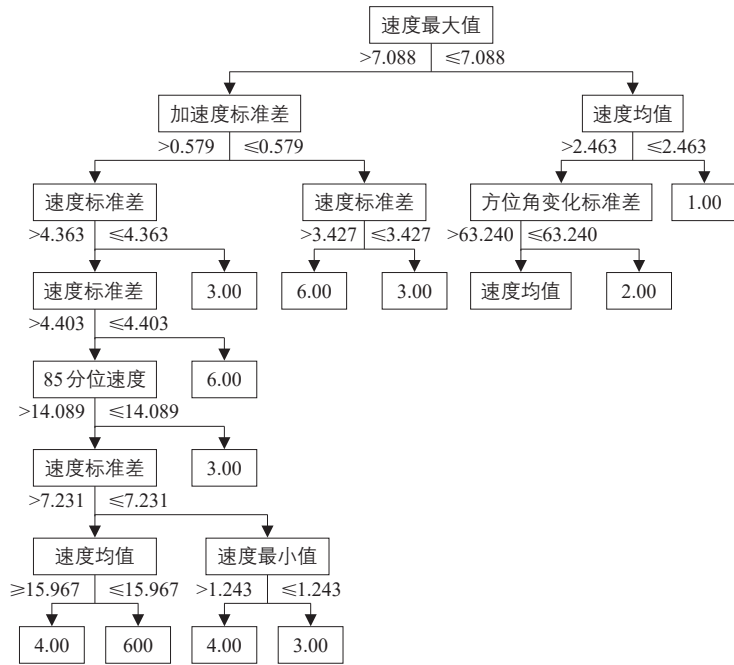 速度最大值
>7.088 ≤7.088
加速度标准差 速度均值
>0.579 ≤0.579 >2.463 ≤2.463
速度标准差 速度标准差 方位角变化标准差 1.00
>4.363 ≤4.363 >3.427 ≤3.427 >63.240 ≤63.240
速度标准差 3.00 6.00 3.00 速度均值 2.00
>4.403 ≤4.403
85分位速度 6.00
>14.089 ≤14.089
速度标准差 3.00
>7.231 ≤7.231
速度均值 速度最小值
≥15.967 ≤15.967 >1.243 ≤1.243
4.00 600 4.00 3.00